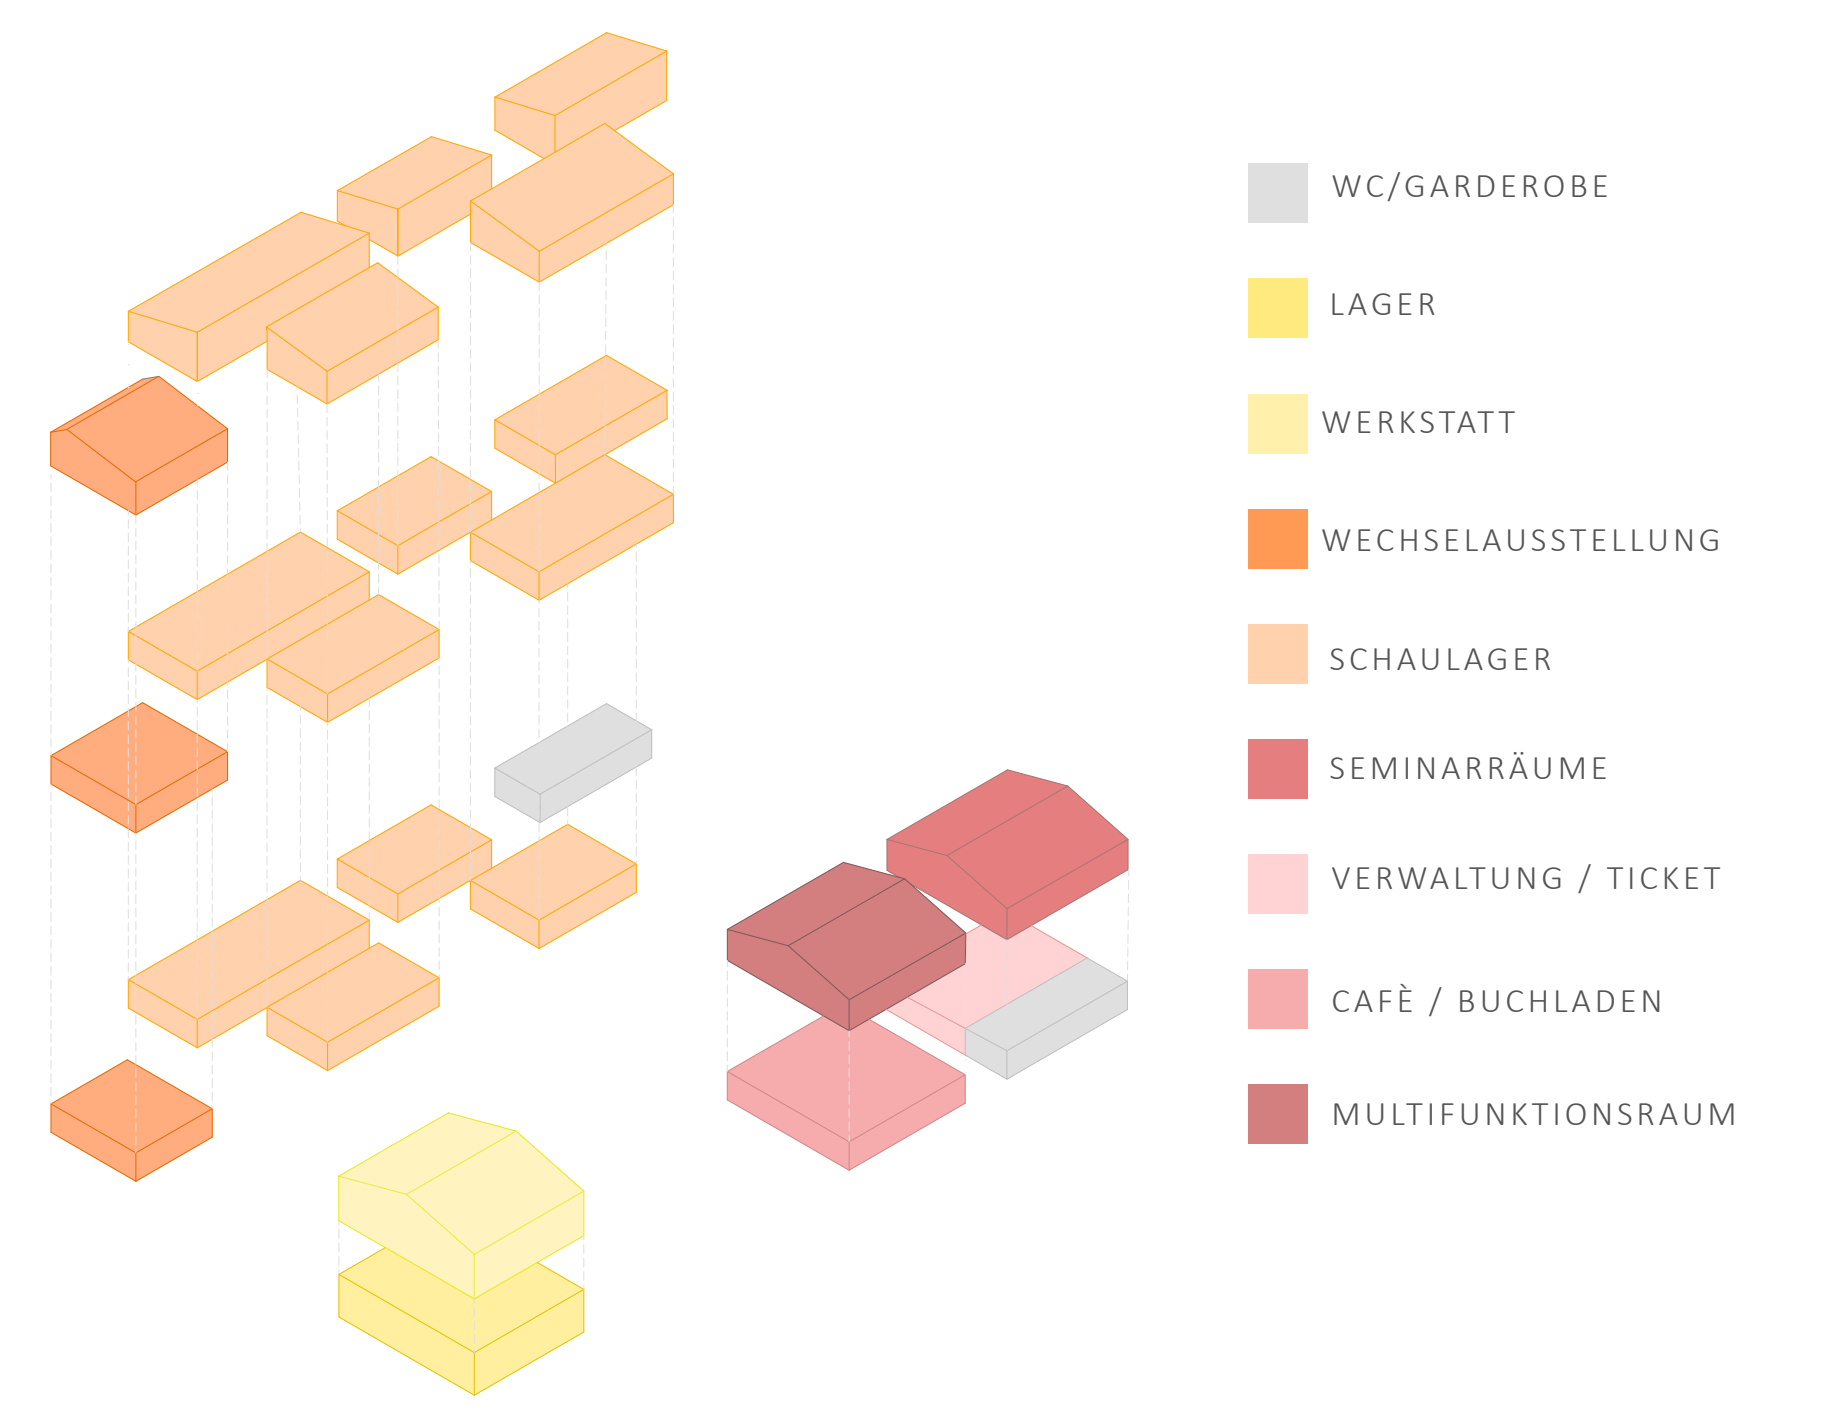 WC/GARDEROBE
LAGER
WERKSTATT
WECHSELAUSSTELLUNG
SCHAULAGER
SEMINARRÄUME
VERWALTUNG / TICKET
CAFÈ / BUCHLADEN
MULTIFUNKTIONSRAUM